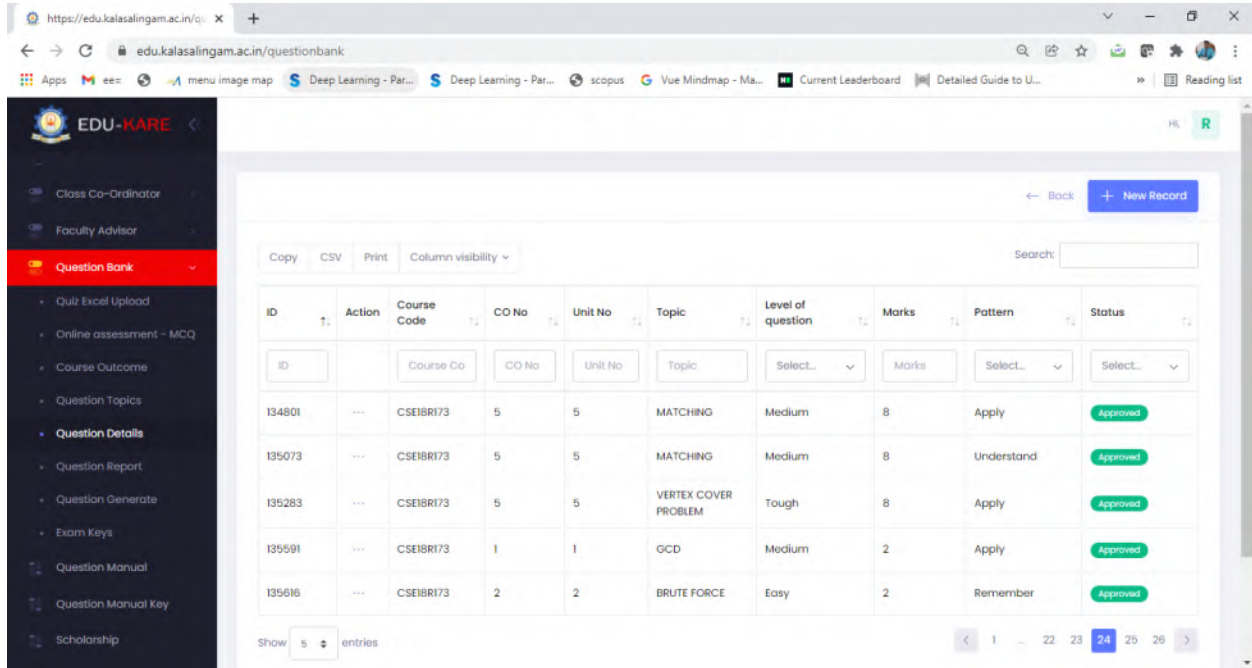 https://edu.kalasalingam.ac.in/qu
edu.kalasalingam.ac.in/questionbank
Apps
ee=
menu image map
Deep Learning - Par...
Deep Learning - Par...
scopus
Vue Mindmap - Ma...
Current Leaderboard
Detailed Guide to U...
Reading list
EDU-KARE
Hi, R
Class Co-Ordinator
Faculty Advisor
Question Bank
Quiz Excel Upload
Online assessment - MCQ
Course Outcome
Question Topics
Question Details
Question Report
Question Generate
Exam Keys
Question Manual
Question Manual Key
Scholarship
← Back
+ New Record
Copy CSV Print Column visibility
Search:
ID Action Course Code CO No Unit No Topic Level of question Marks Pattern Status
ID Course Co CO No Unit No Topic Select... Marks Select... Select...
134801 ... CSE18R173 5 5 MATCHING Medium 8 Apply Approved
135073 ... CSE18R173 5 5 MATCHING Medium 8 Understand Approved
135283 ... CSE18R173 5 5 VERTEX COVER PROBLEM Tough 8 Apply Approved
135591 ... CSE18R173 1 1 GCD Medium 2 Apply Approved
135616 ... CSE18R173 2 2 BRUTE FORCE Easy 2 Remember Approved
Show 5 entries
< 1 ... 22 23 24 25 26 >